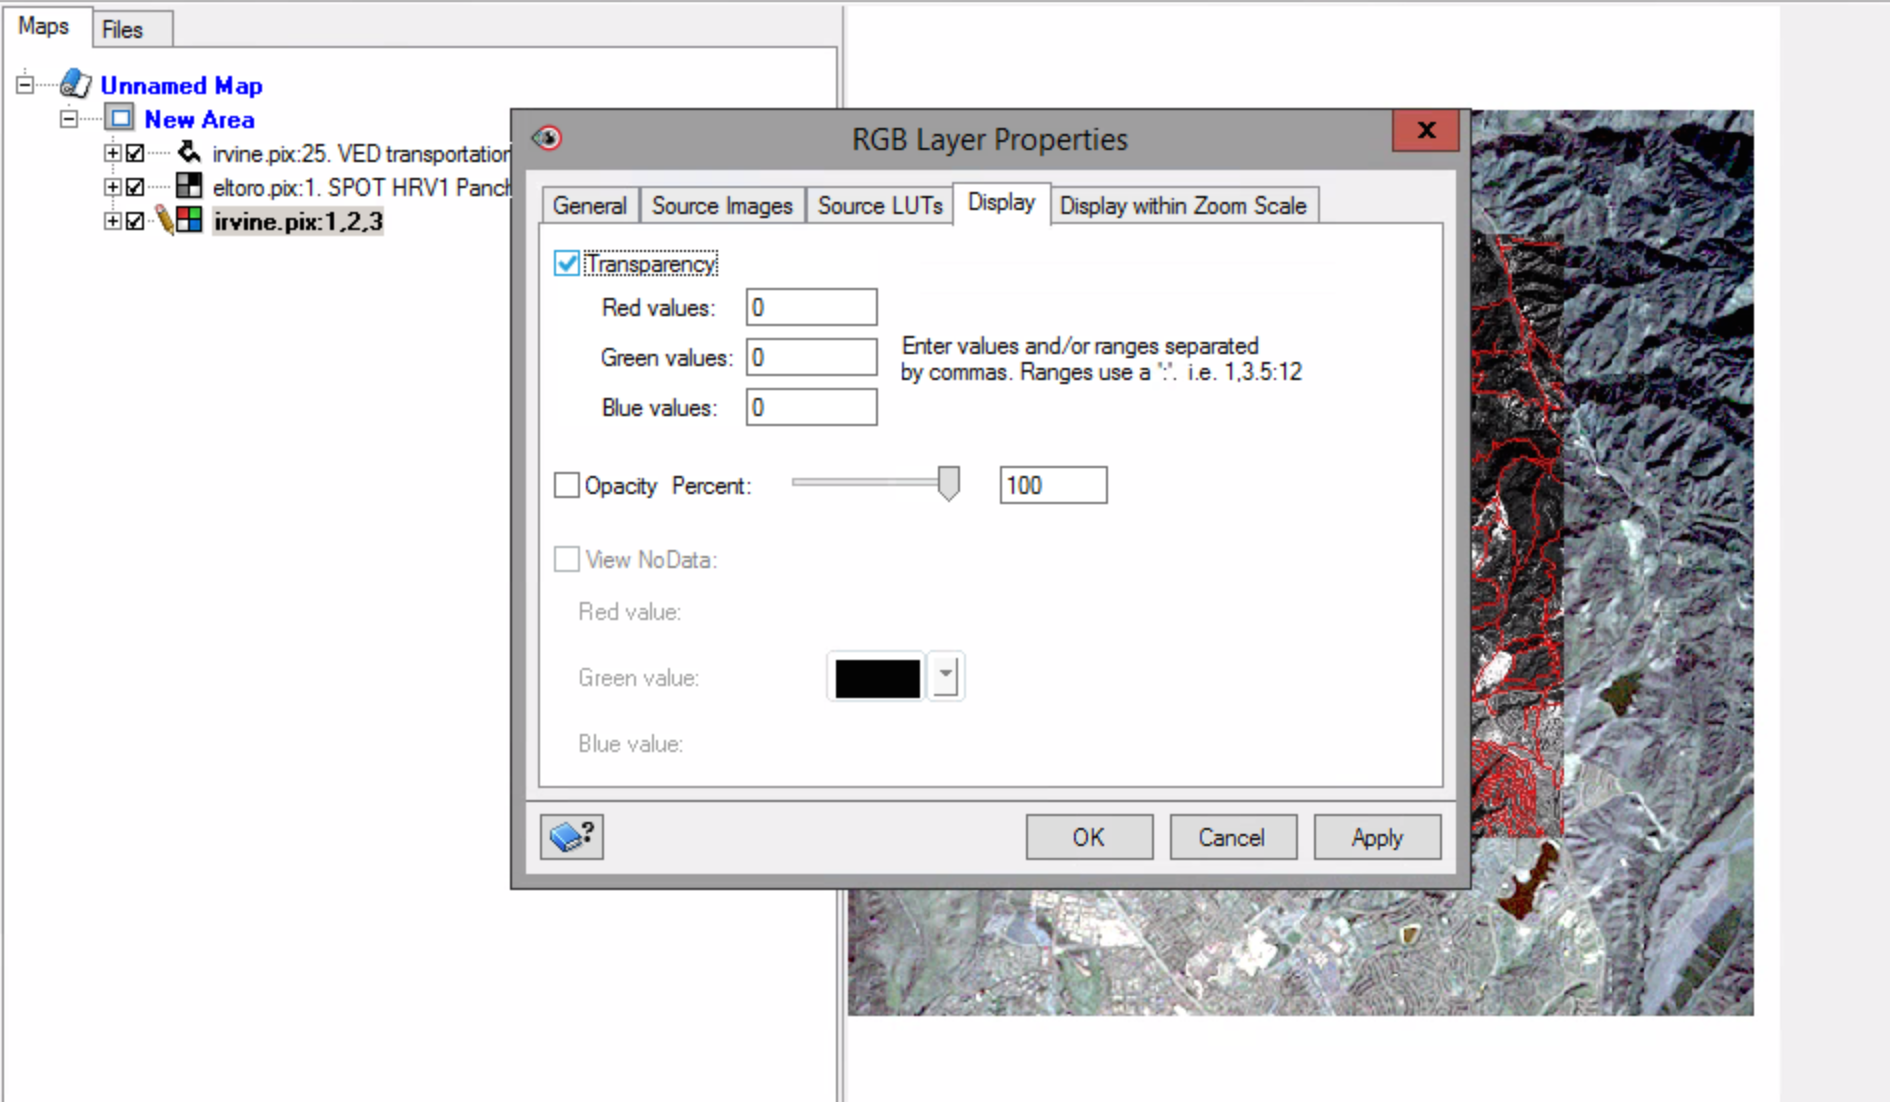 Maps
Files
Unnamed Map
New Area
irvine.pix:25. VED transportation
eltoro.pix:1. SPOT HRV1 Panch
irvine.pix:1,2,3
RGB Layer Properties
X
General
Source Images
Source LUTs
Display
Display within Zoom Scale
Transparency
Red values: 0
Green values: 0
Blue values: 0
Enter values and/or ranges separated
by commas. Ranges use a ':'. i.e. 1,3.5:12
Opacity Percent: 100
View NoData:
Red value:
Green value:
Blue value:
?
OK
Cancel
Apply